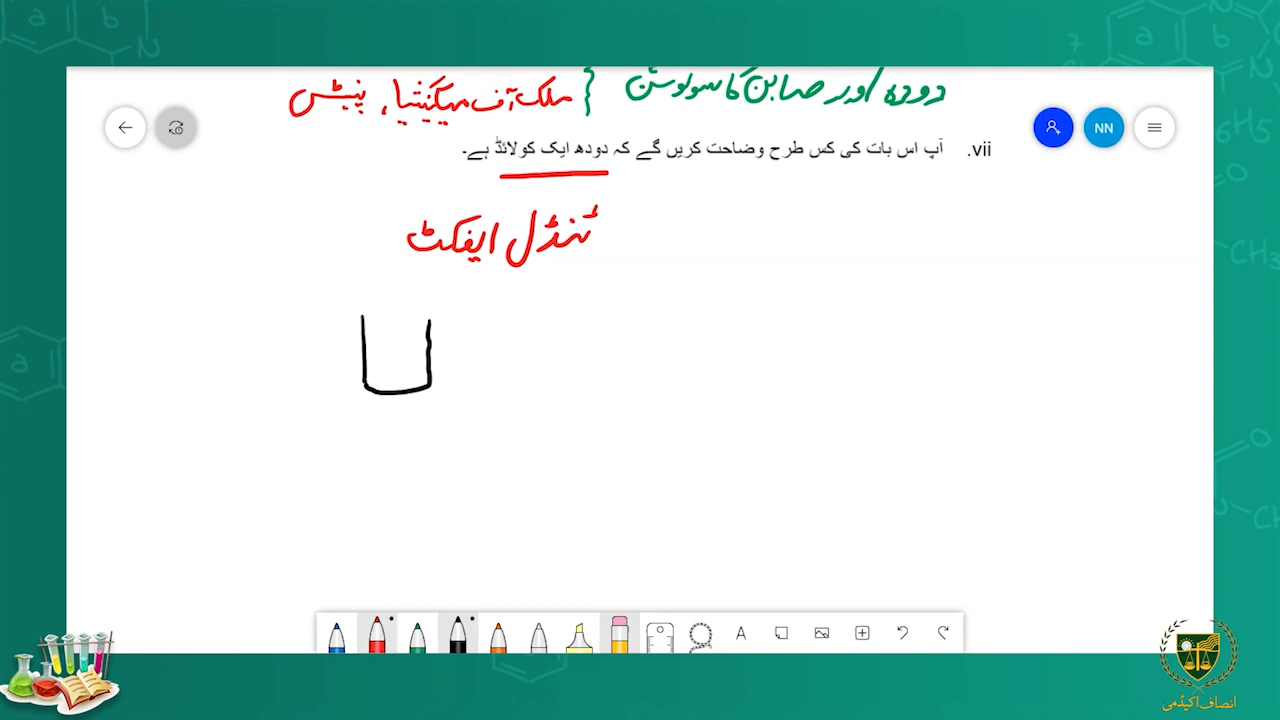 دودھ اور صابن کا سولوشن } ملک آف میگنیشیا، پینٹس
vii. آپ اس بات کی کس طرح وضاحت کریں گے کہ دودھ ایک کولائڈ ہے۔
ٹنڈل ایفکٹ
NN
A
انصاف اکیڈمی